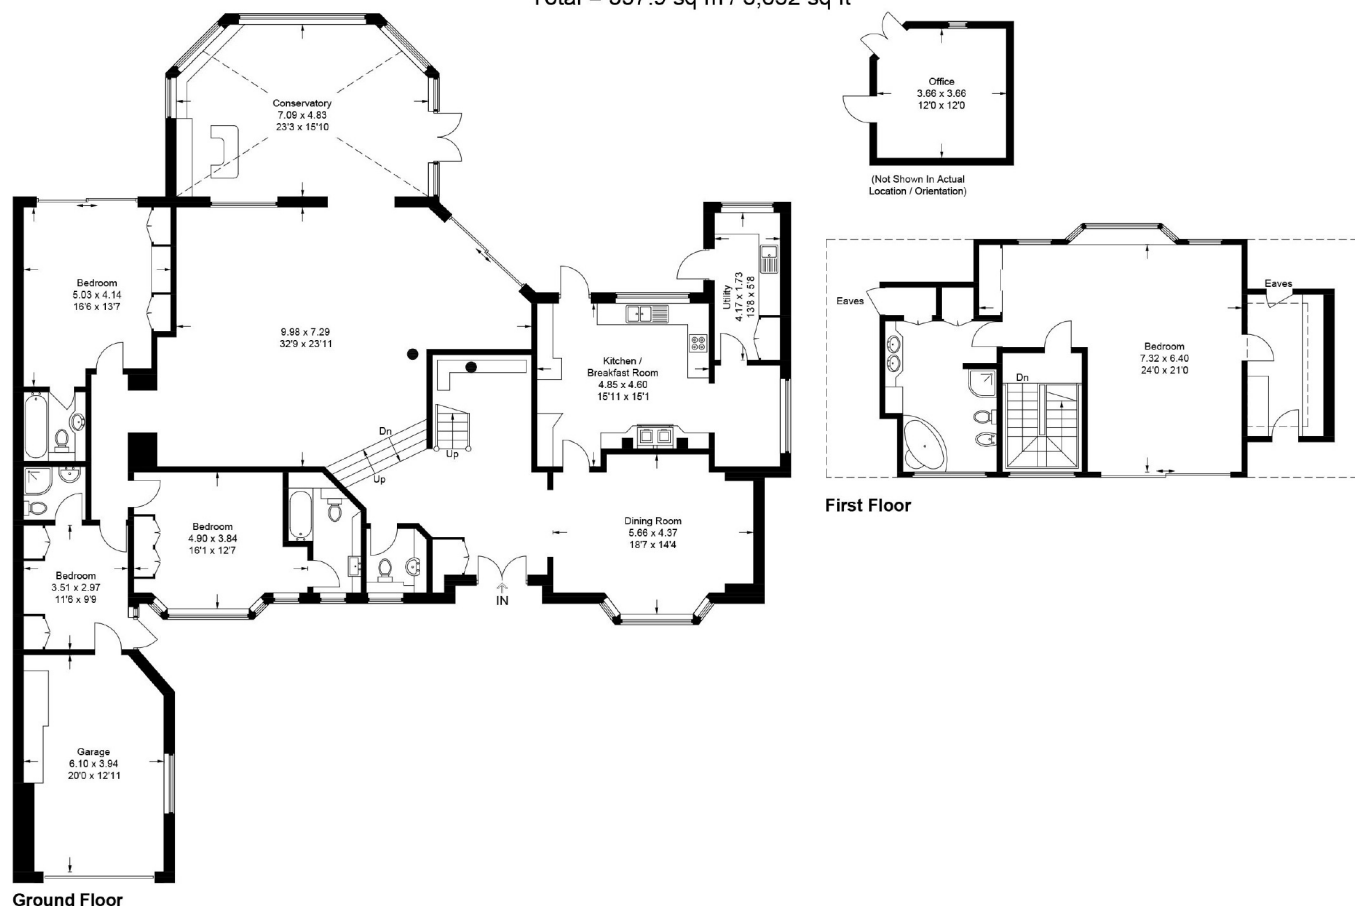 Conservatory
7.09 x 4.83
23'3 x 15'10
Office
3.66 x 3.66
12'0 x 12'0
(Not Shown In Actual
Location / Orientation)
Bedroom
5.03 x 4.14
16'6 x 13'7
9.98 x 7.29
32'9 x 23'11
Utility
4.17 x 1.73
13'8 x 5'8
Kitchen /
Breakfast Room
4.85 x 4.60
15'11 x 15'1
Dn
Up
Up
Bedroom
4.90 x 3.84
16'1 x 12'7
Dining Room
5.66 x 4.37
18'7 x 14'4
Bedroom
3.51 x 2.97
11'6 x 9'9
IN
Garage
6.10 x 3.94
20'0 x 12'11
Ground Floor
Eaves
Eaves
Bedroom
7.32 x 6.40
24'0 x 21'0
Dn
First Floor